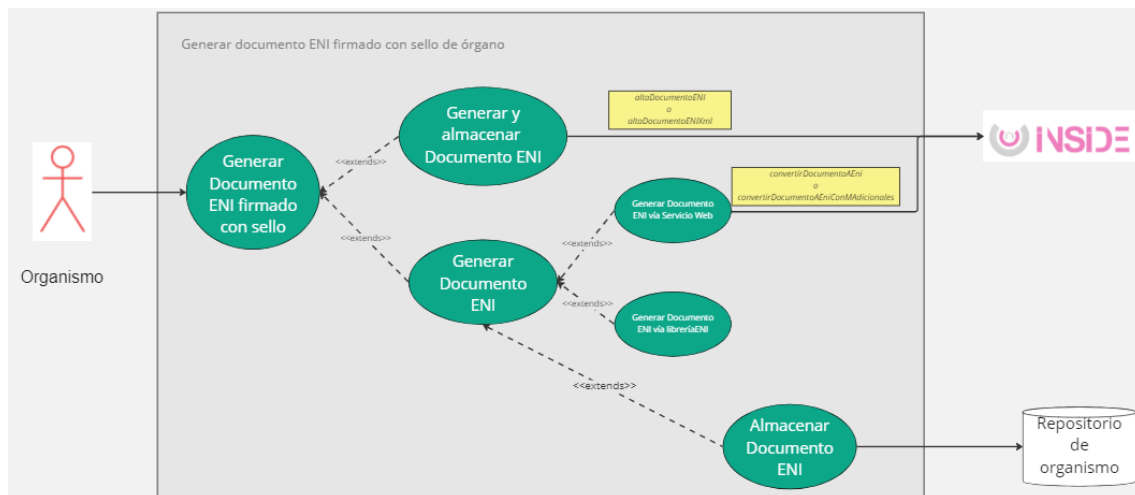 Generar documento ENI firmado con sello de órgano
Organismo
Generar
Documento
ENI firmado
con sello
<<extends>>
Generar y
almacenar
Documento ENI
altaDocumentoENI
o
altaDocumentoENIXml
INSIDE
<<extends>>
Generar
Documento
ENI
<<extends>>
Generar Documento
ENI vía Servicio Web
convertirDocumentoAEni
o
convertirDocumentoAEniConMAdicionales
<<extends>>
Generar Documento
ENI vía libreríaENI
<<extends>>
Almacenar
Documento
ENI
Repositorio
de
organismo